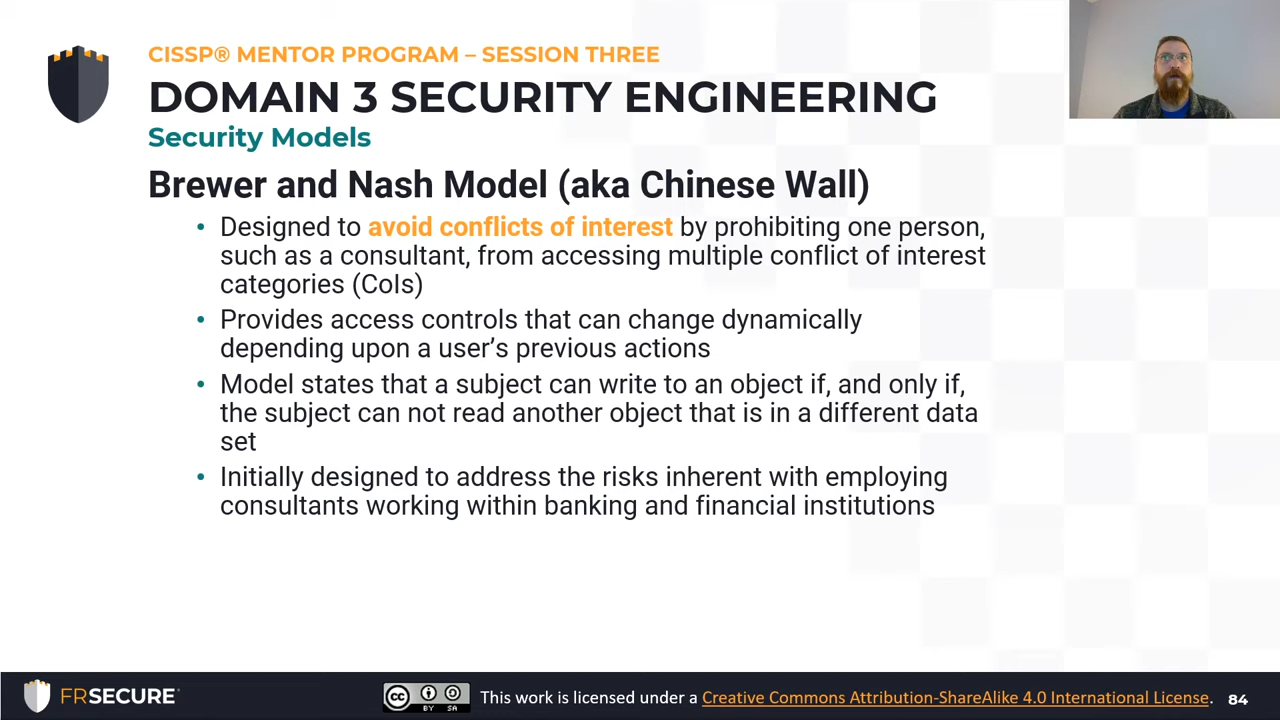 CISSP® MENTOR PROGRAM – SESSION THREE
DOMAIN 3 SECURITY ENGINEERING
Security Models
Brewer and Nash Model (aka Chinese Wall)
• Designed to avoid conflicts of interest by prohibiting one person,
such as a consultant, from accessing multiple conflict of interest
categories (CoIs)
• Provides access controls that can change dynamically
depending upon a user’s previous actions
• Model states that a subject can write to an object if, and only if,
the subject can not read another object that is in a different data
set
• Initially designed to address the risks inherent with employing
consultants working within banking and financial institutions
FRSECURE
cc BY SA
This work is licensed under a Creative Commons Attribution-ShareAlike 4.0 International License. 84